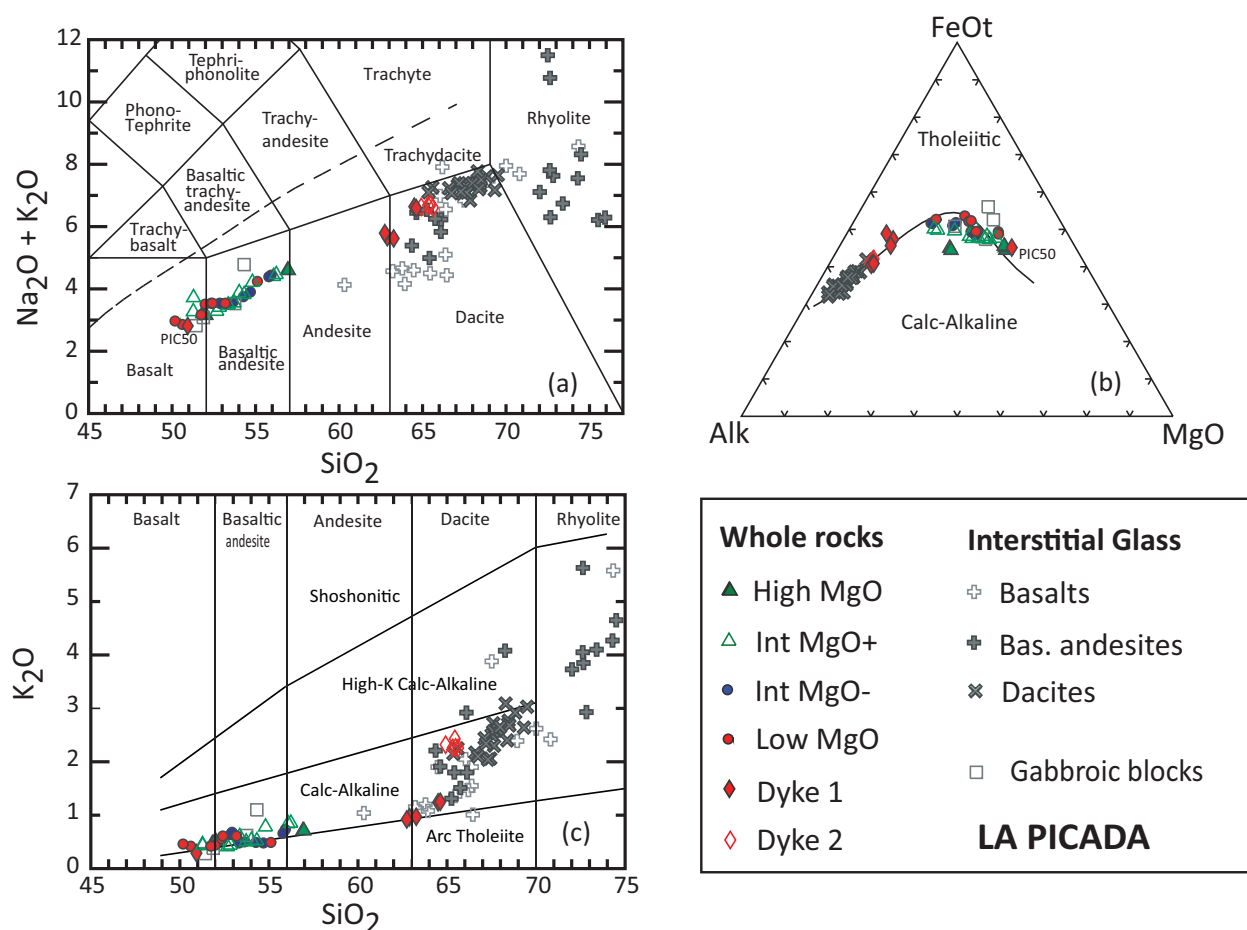 12
10
8
6
4
2
0
Na2O + K2O
45
50
55
60
65
70
75
SiO2
Tephri-
phonolite
Trachyte
Phono-
Tephrite
Trachy-
andesite
Rhyolite
Trachydacite
Basaltic
trachy-
andesite
Trachy-
basalt
PIC50
Basalt
Basaltic
andesite
Andesite
Dacite
(a)
FeOt
Tholeiitic
PIC50
Calc-Alkaline
(b)
Alk
MgO
7
6
5
4
3
2
1
0
K2O
Basalt
Basaltic
andesite
Andesite
Dacite
Rhyolite
Shoshonitic
High-K Calc-Alkaline
Calc-Alkaline
Arc Tholeiite
(c)
45
50
55
60
65
70
75
SiO2
Whole rocks
High MgO
Int MgO+
Int MgO-
Low MgO
Dyke 1
Dyke 2
Interstitial Glass
Basalts
Bas. andesites
Dacites
Gabbroic blocks
LA PICADA